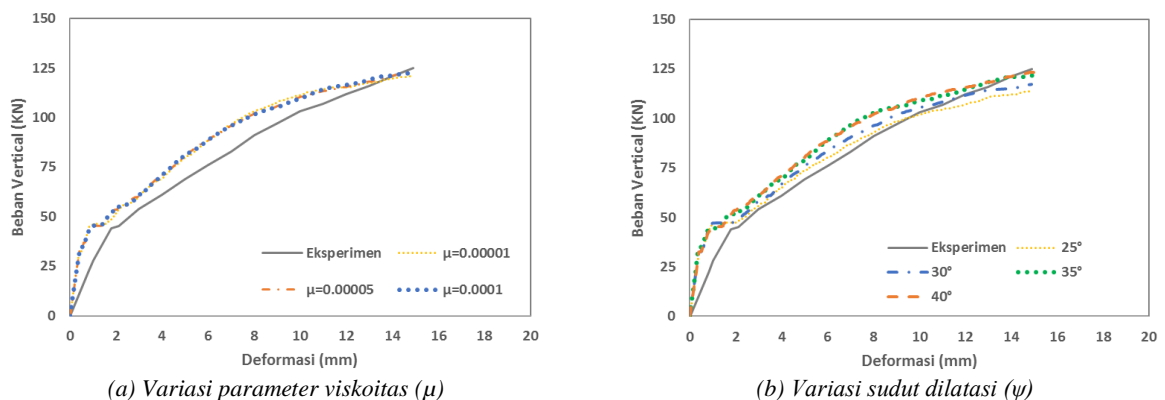 150
125
100
75
50
25
0
Beban Vertical (KN)
Eksperimen μ=0.00001
μ=0.00005 μ=0.0001
0 2 4 6 8 10 12 14 16 18 20
Deformasi (mm)
(a) Variasi parameter viskoitas (μ)
150
125
100
75
50
25
0
Beban Vertical (KN)
Eksperimen 25°
30° 35°
40°
0 2 4 6 8 10 12 14 16 18 20
Deformasi (mm)
(b) Variasi sudut dilatasi (ψ)